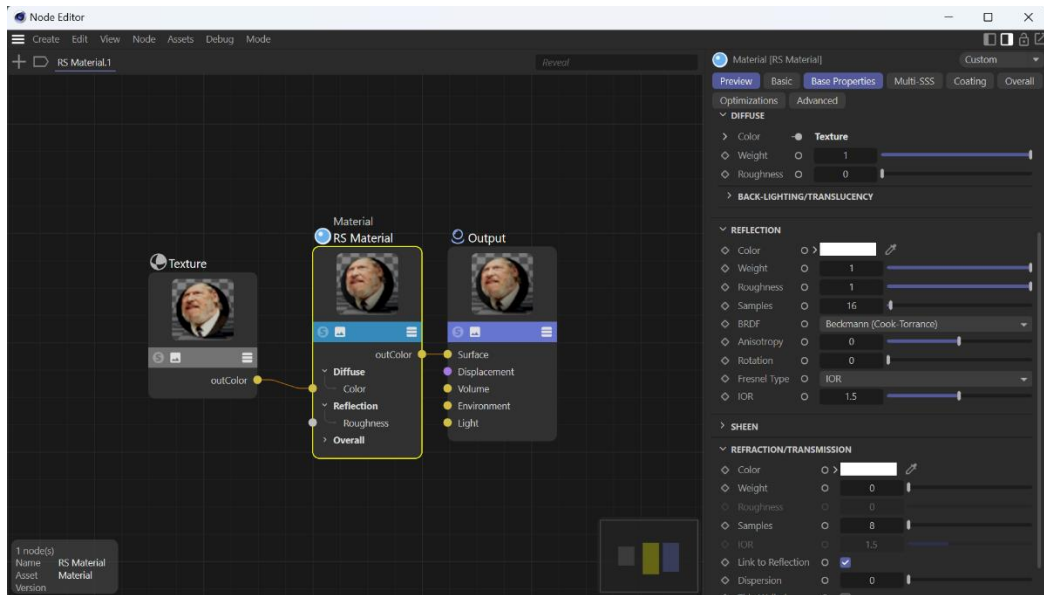 Node Editor
Create Edit View Node Assets Debug Mode
RS Material.1
Reveal
Texture
outColor
Material
RS Material
outColor
Diffuse
Color
Reflection
Roughness
Overall
Output
Surface
Displacement
Volume
Environment
Light
1 node(s)
Name RS Material
Asset Material
Version
Material [RS Material] Custom
Preview Basic Base Properties Multi-SSS Coating Overall
Optimizations Advanced
DIFFUSE
Color Texture
Weight 1
Roughness 0
BACK-LIGHTING/TRANSLUCENCY
REFLECTION
Color
Weight 1
Roughness 1
Samples 16
BRDF Beckmann (Cook-Torrance)
Anisotropy 0
Rotation 0
Fresnel Type IOR
IOR 1.5
SHEEN
REFRACTION/TRANSMISSION
Color
Weight 0
Roughness 0
Samples 8
IOR 1.5
Link to Reflection
Dispersion 0